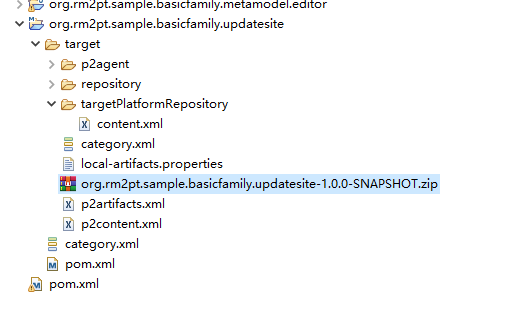 org.rm2pt.sample.basicfamily.metamodel.editor
org.rm2pt.sample.basicfamily.updatesite
target
p2agent
repository
targetPlatformRepository
content.xml
category.xml
local-artifacts.properties
org.rm2pt.sample.basicfamily.updatesite-1.0.0-SNAPSHOT.zip
p2artifacts.xml
p2content.xml
category.xml
pom.xml
pom.xml